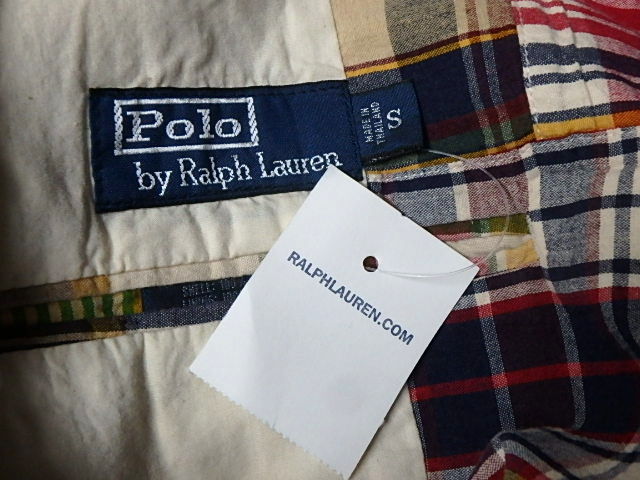 Polo
by Ralph Lauren
MADE IN
THAILAND
S
RALPHLAUREN.COM